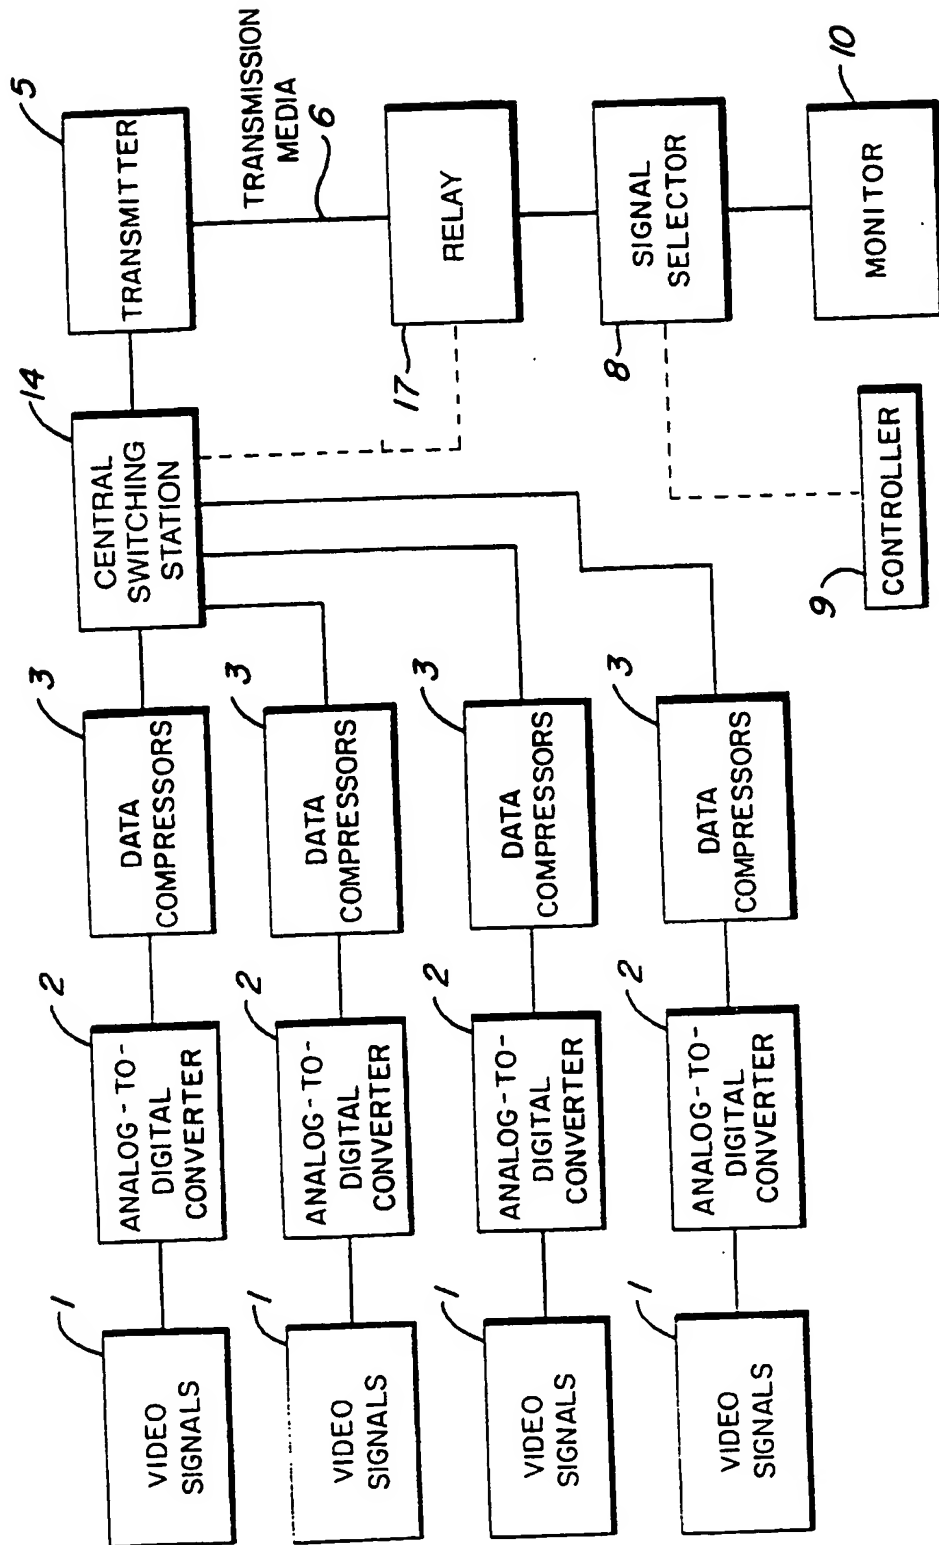 1
VIDEO
SIGNALS
2
ANALOG-TO-
DIGITAL
CONVERTER
3
DATA
COMPRESSORS
14
CENTRAL
SWITCHING
STATION
5
TRANSMITTER
1
VIDEO
SIGNALS
2
ANALOG-TO-
DIGITAL
CONVERTER
3
DATA
COMPRESSORS
TRANSMISSION
MEDIA
6
1
VIDEO
SIGNALS
2
ANALOG-TO-
DIGITAL
CONVERTER
3
DATA
COMPRESSORS
17
RELAY
1
VIDEO
SIGNALS
2
ANALOG-TO-
DIGITAL
CONVERTER
3
DATA
COMPRESSORS
8
SIGNAL
SELECTOR
9
CONTROLLER
10
MONITOR